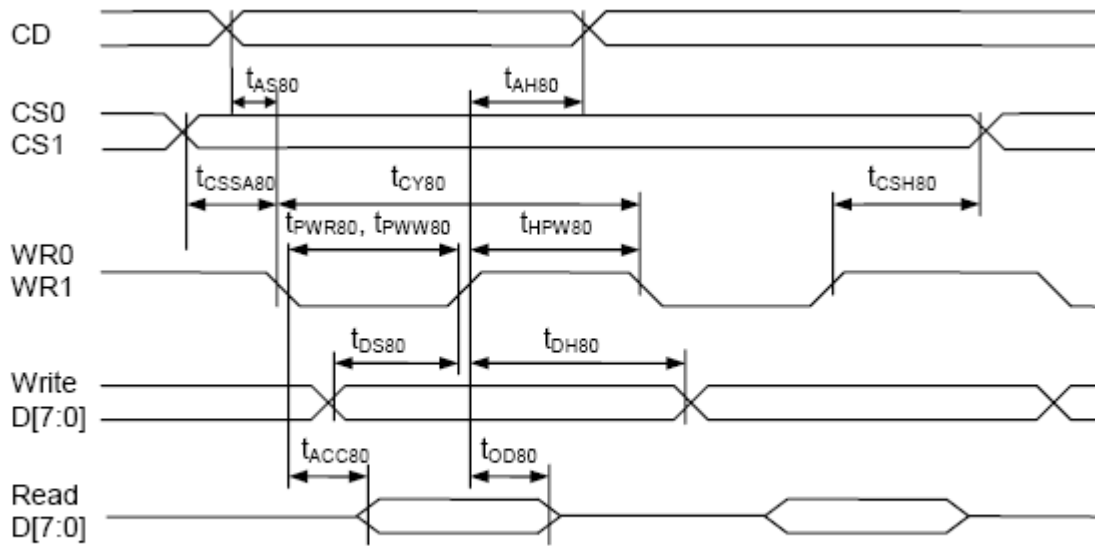 CD
tAS80 tAH80
CS0
CS1
tCSSA80 tCY80 tCSH80
tPWR80, tPWW80 tHPW80
WR0
WR1
tDS80 tDH80
Write
D[7:0]
tACC80 tOD80
Read
D[7:0]